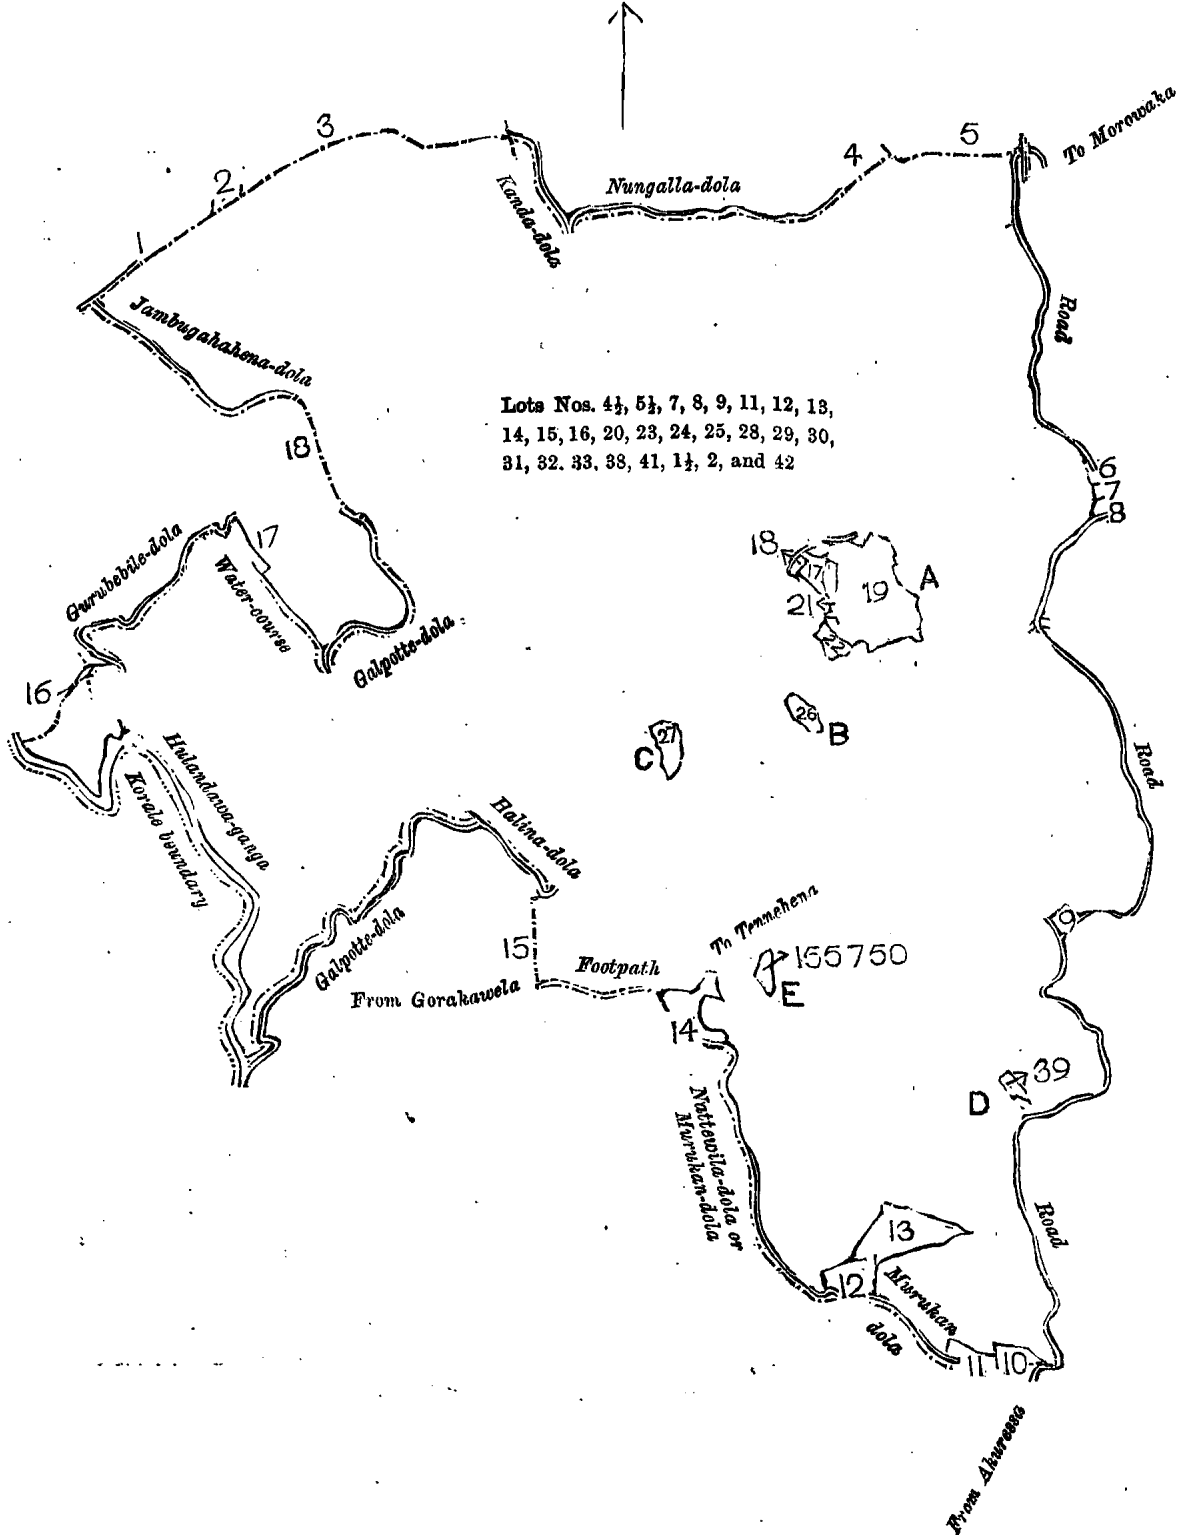 3
5
To Morowaka
4
2
Nungalla-dola
Kanda-dola
1
Jambugahahena-dola
Road
Lots Nos. 4½, 5½, 7, 8, 9, 11, 12, 13,
14, 15, 16, 20, 23, 24, 25, 28, 29, 30,
31, 32, 33, 38, 41, 1½, 2, and 42
18
6
7
8
17
Gurubebile-dola
Water-course
Galpotte-dola
18
17
19
A
21
22
16
26
B
27
C
Hulandawa-ganga
Korale boundary
Road
Halina-dola
Galpotte-dola
9
To Tennehena
15
Footpath
155750
E
From Gorakawela
14
39
D
Nattewila-dola or
Murukan-dola
Road
13
12
Murukan
dola
11
10
From Akuressa